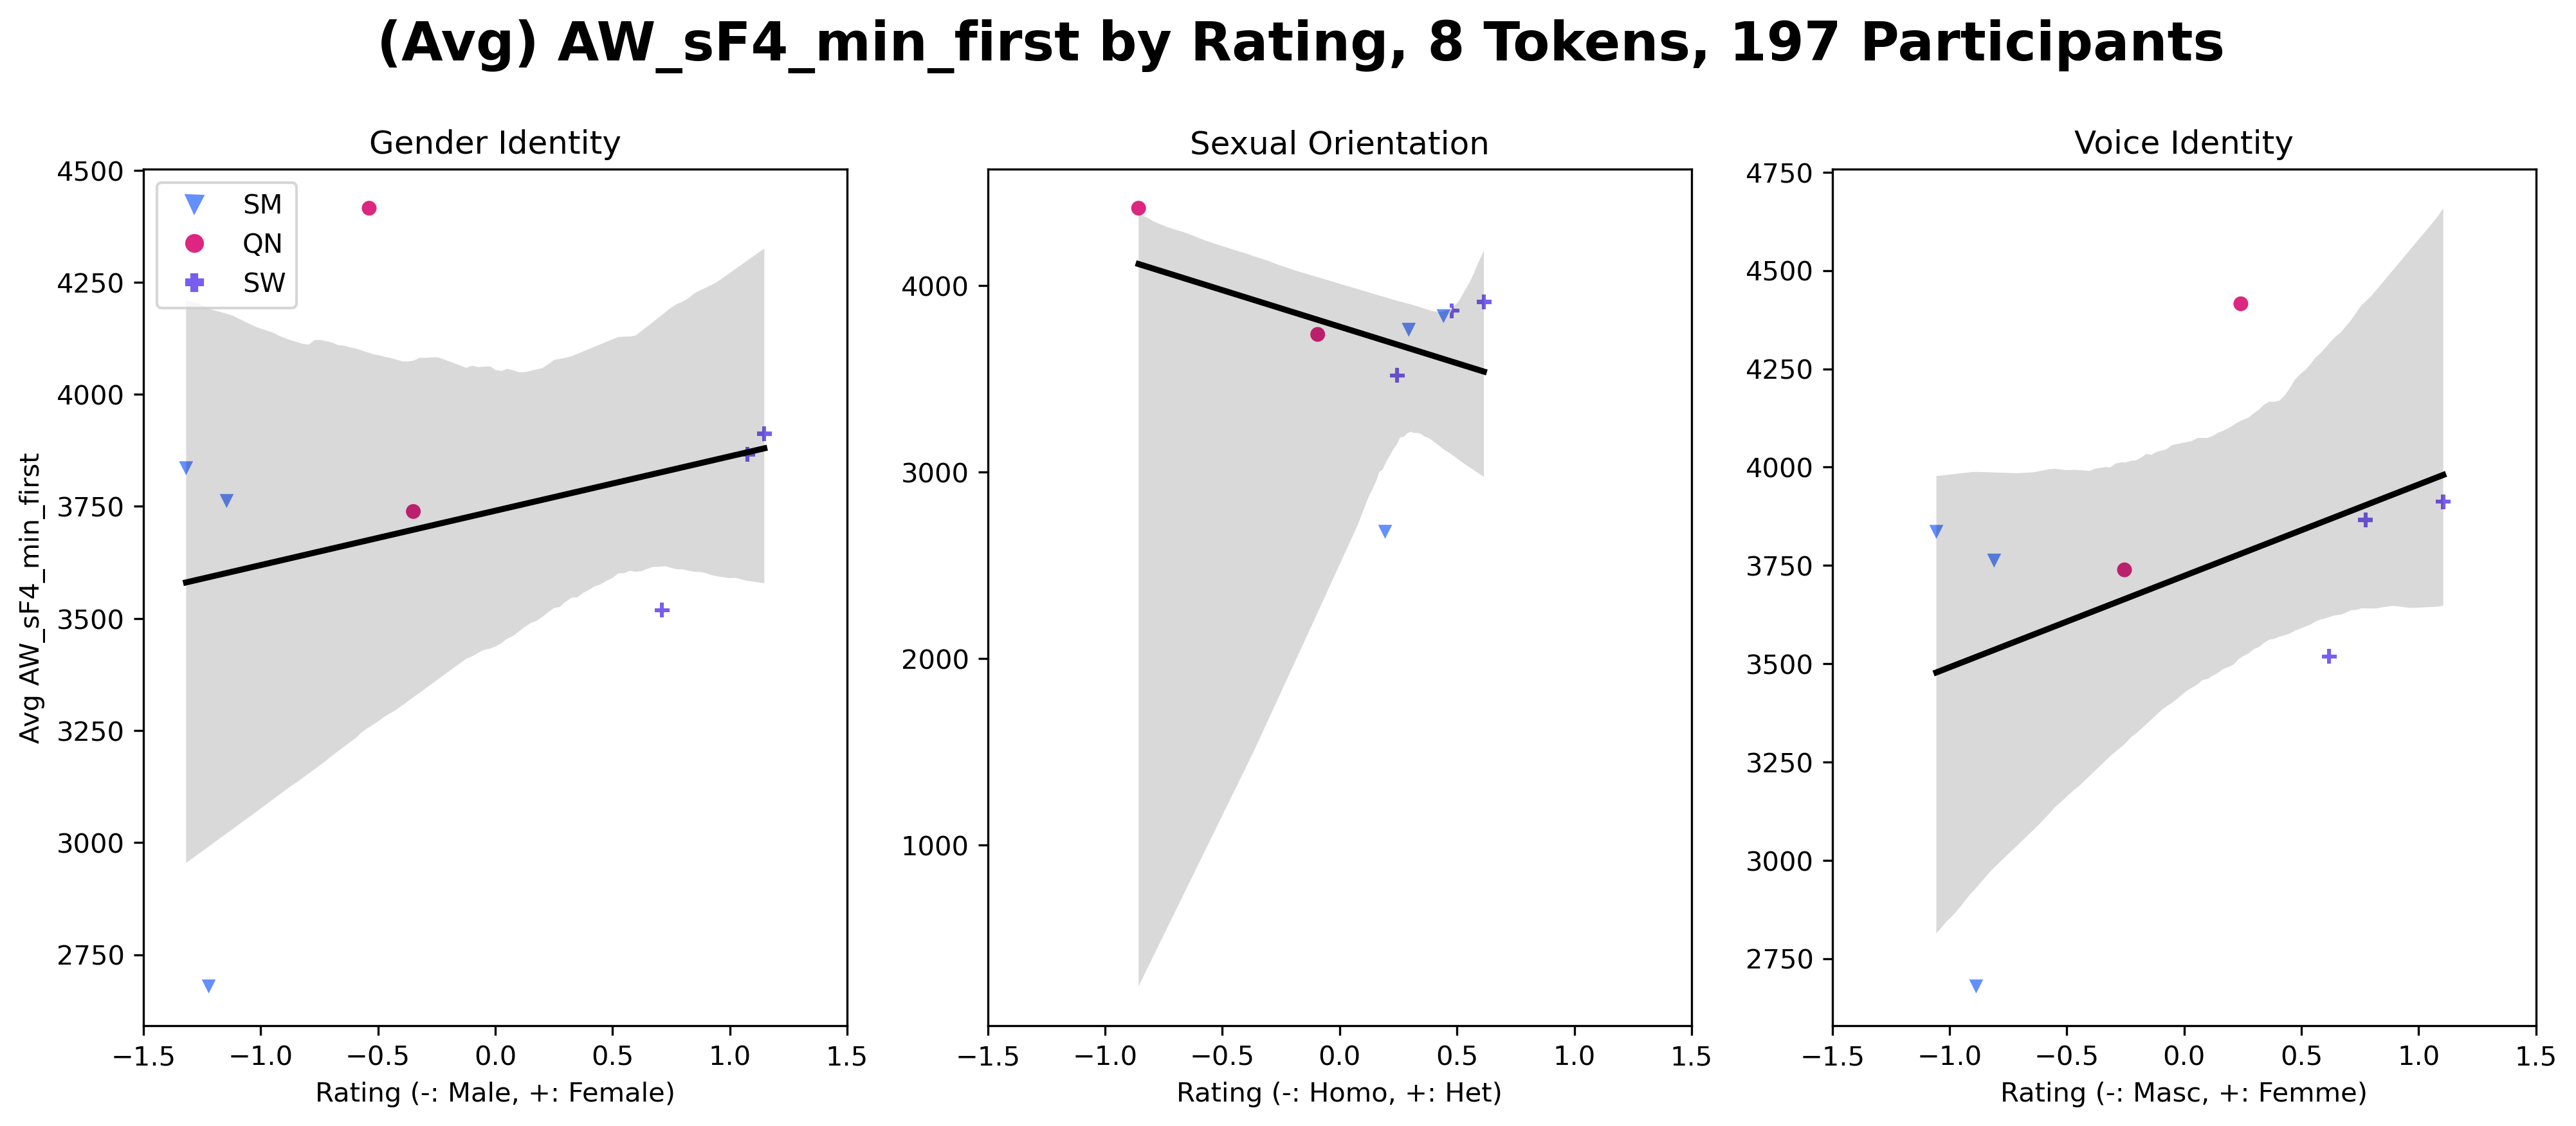 (Avg) AW_sF4_min_first by Rating, 8 Tokens, 197 Participants
Gender Identity
4500
4250
4000
3750
3500
3250
3000
2750
Avg AW_sF4_min_first
SM
QN
SW
−1.5 −1.0 −0.5 0.0 0.5 1.0 1.5
Rating (-: Male, +: Female)
Sexual Orientation
4000
3000
2000
1000
−1.5 −1.0 −0.5 0.0 0.5 1.0 1.5
Rating (-: Homo, +: Het)
Voice Identity
4750
4500
4250
4000
3750
3500
3250
3000
2750
−1.5 −1.0 −0.5 0.0 0.5 1.0 1.5
Rating (-: Masc, +: Femme)